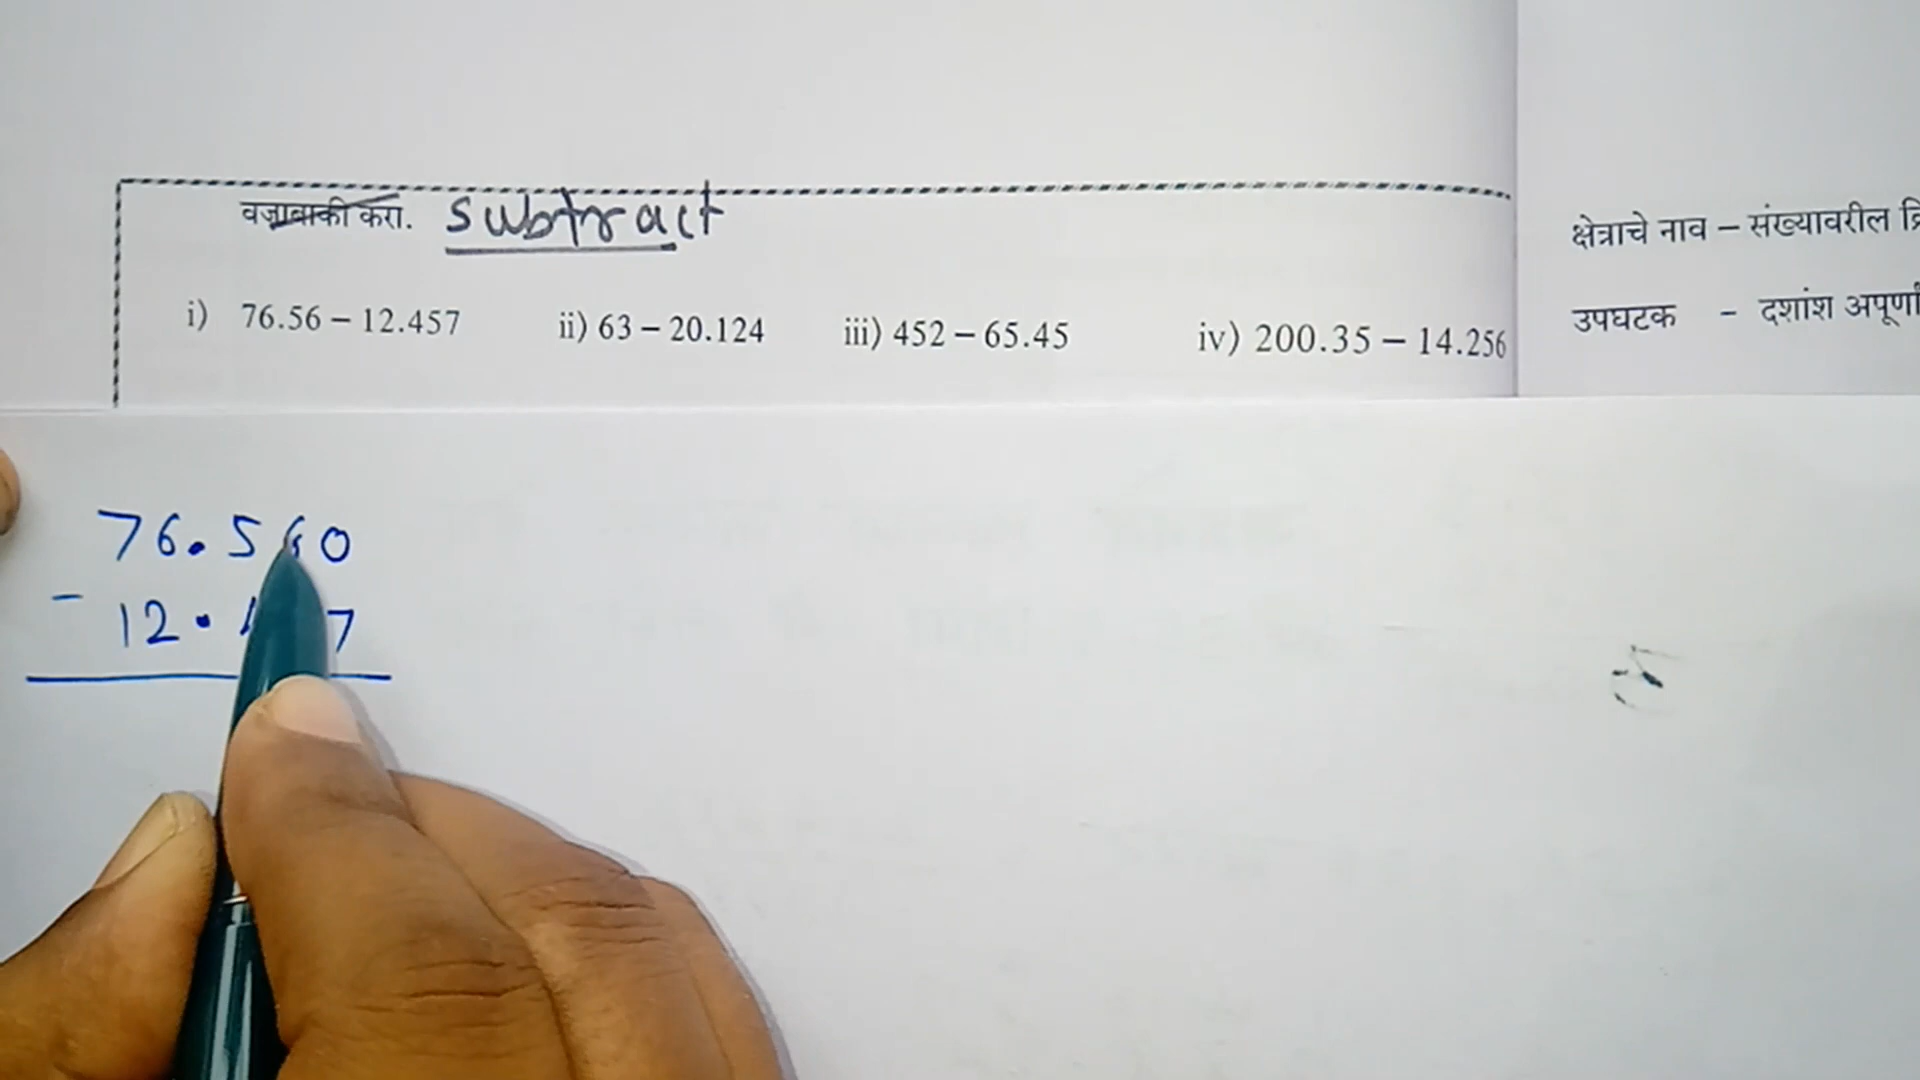 वजाबाकी करा. subtract
i) 76.56 – 12.457 ii) 63 – 20.124 iii) 452 – 65.45 iv) 200.35 – 14.256
क्षेत्राचे नाव – संख्यावरील
उपघटक – दशांश
76.560
- 12.
7